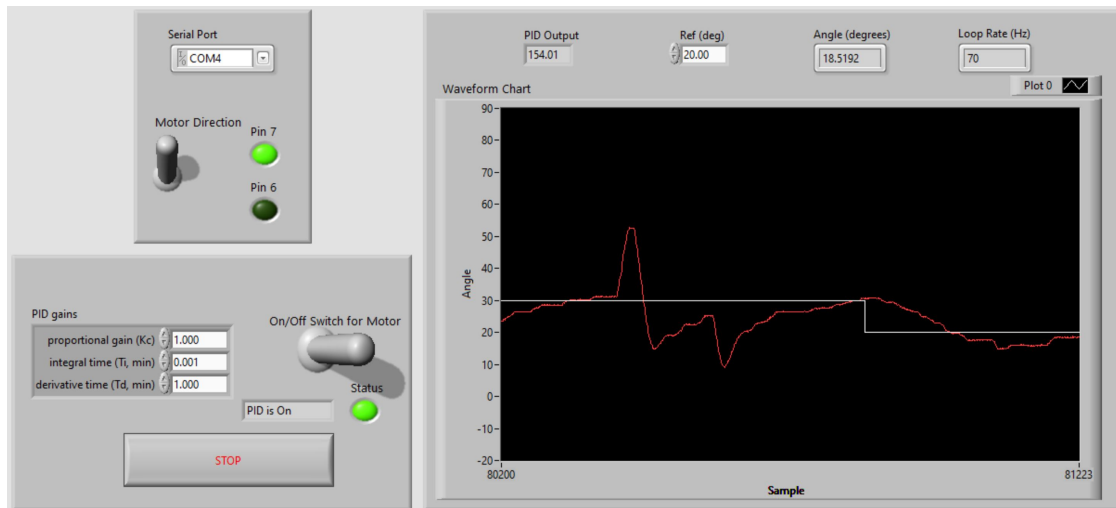 Serial Port
COM4
Motor Direction
Pin 7
Pin 6
PID gains
proportional gain (Kc) 1.000
integral time (Ti, min) 0.001
derivative time (Td, min) 1.000
On/Off Switch for Motor
Status
PID is On
STOP
PID Output
154.01
Ref (deg)
20.00
Angle (degrees)
18.5192
Loop Rate (Hz)
70
Waveform Chart
Plot 0
Angle
90
80
70
60
50
40
30
20
10
0
-10
-20
80200
81223
Sample